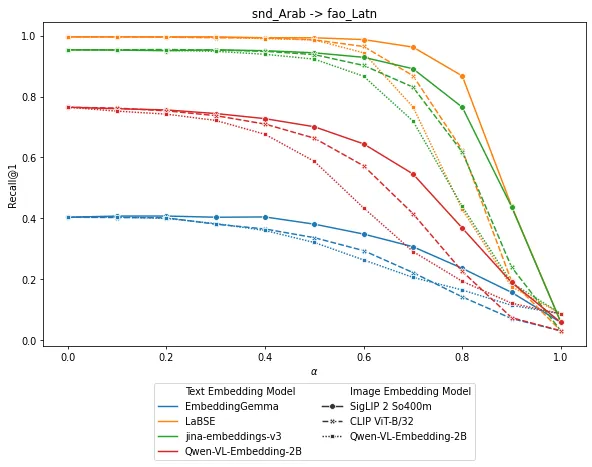 snd_Arab -> fao_Latn
Recall@1
1.0
0.8
0.6
0.4
0.2
0.0
0.0 0.2 0.4 0.6 0.8 1.0
α
Text Embedding Model
EmbeddingGemma
LaBSE
jina-embeddings-v3
Qwen-VL-Embedding-2B
Image Embedding Model
SigLIP 2 So400m
CLIP ViT-B/32
Qwen-VL-Embedding-2B